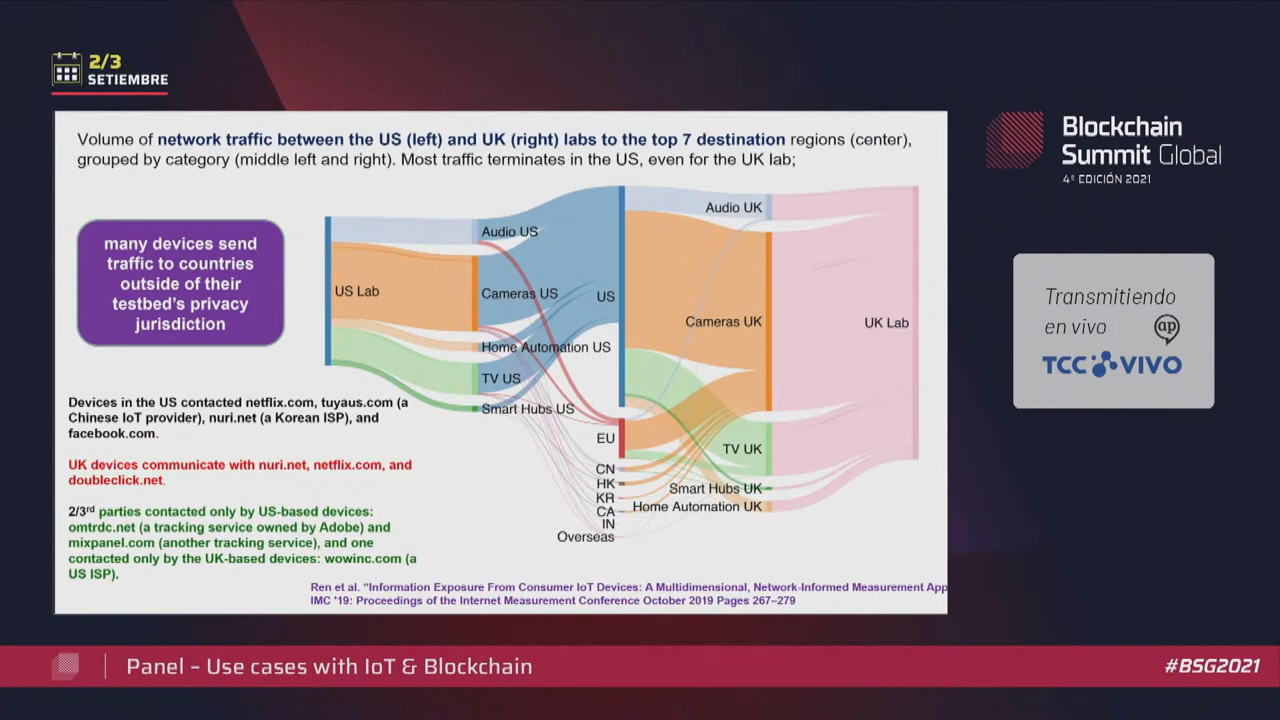 2/3
SETIEMBRE
Volume of network traffic between the US (left) and UK (right) labs to the top 7 destination regions (center),
grouped by category (middle left and right). Most traffic terminates in the US, even for the UK lab;
many devices send
traffic to countries
outside of their
testbed's privacy
jurisdiction
Devices in the US contacted netflix.com, tuyaus.com (a
Chinese IoT provider), nuri.net (a Korean ISP), and
facebook.com.
UK devices communicate with nuri.net, netflix.com, and
doubleclick.net.
2/3rd parties contacted only by US-based devices:
omtrdc.net (a tracking service owned by Adobe) and
mixpanel.com (another tracking service), and one
contacted only by the UK-based devices: wowinc.com (a
US ISP).
US Lab
Audio US
Cameras US
Home Automation US
TV US
Smart Hubs US
US
EU
CN
HK
KR
CA
IN
Overseas
Audio UK
Cameras UK
TV UK
Smart Hubs UK
Home Automation UK
UK Lab
Ren et al. "Information Exposure From Consumer IoT Devices: A Multidimensional, Network-Informed Measurement App
IMC '19: Proceedings of the Internet Measurement Conference October 2019 Pages 267–279
Blockchain
Summit Global
4ª EDICIÓN 2021
Transmitiendo
en vivo ap
TCC VIVO
Panel – Use cases with IoT & Blockchain
#BSG2021